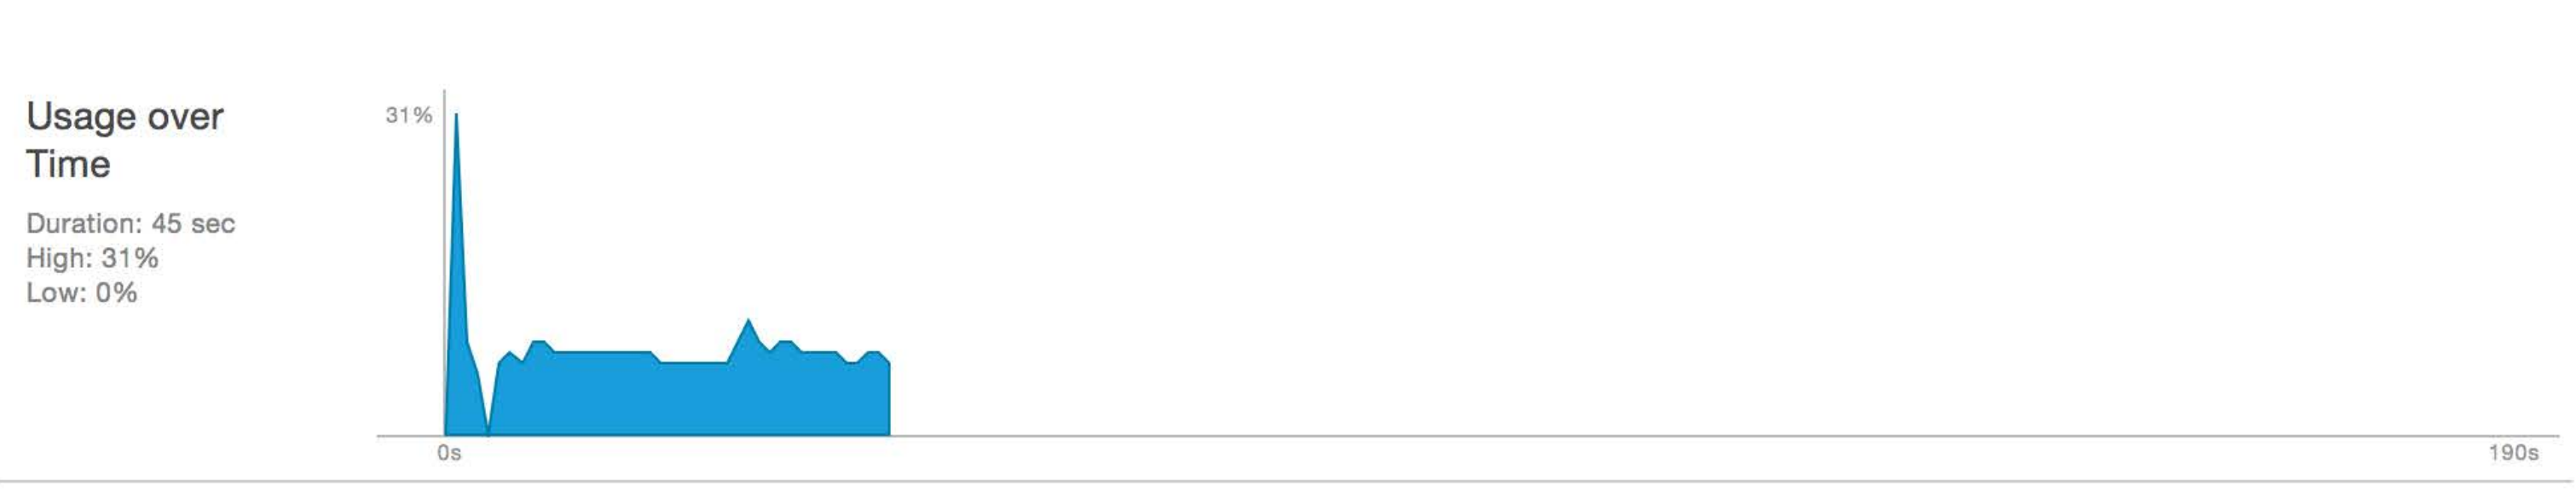 Usage over
Time
Duration: 45 sec
High: 31%
Low: 0%
31%
0s
190s